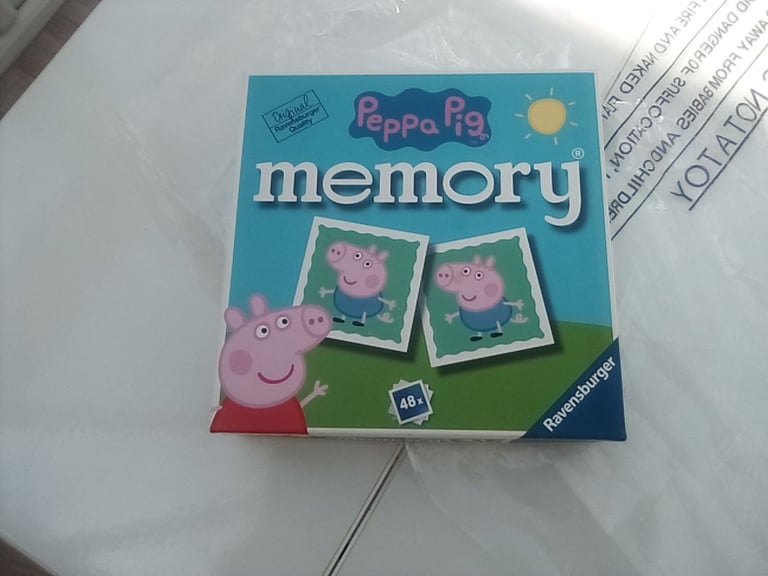 Original
Ravensburger
Quality
Peppa Pig
memory®
48x
Ravensburger
FIRE AND NAKED
DANGER OF SUFFOCATION,
AWAY FROM BABIES AND CHILDREN
NOT A TOY